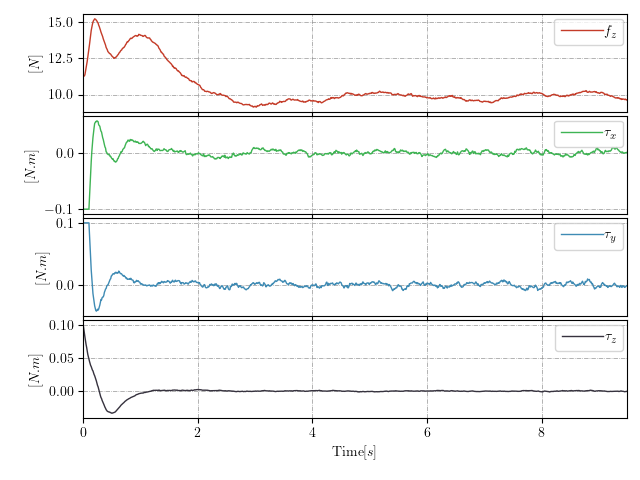 15.0
12.5
10.0
[N]
f_z
0.0
−0.1
[N.m]
τ_x
0.1
0.0
[N.m]
τ_y
0.10
0.05
0.00
[N.m]
τ_z
0 2 4 6 8
Time[s]